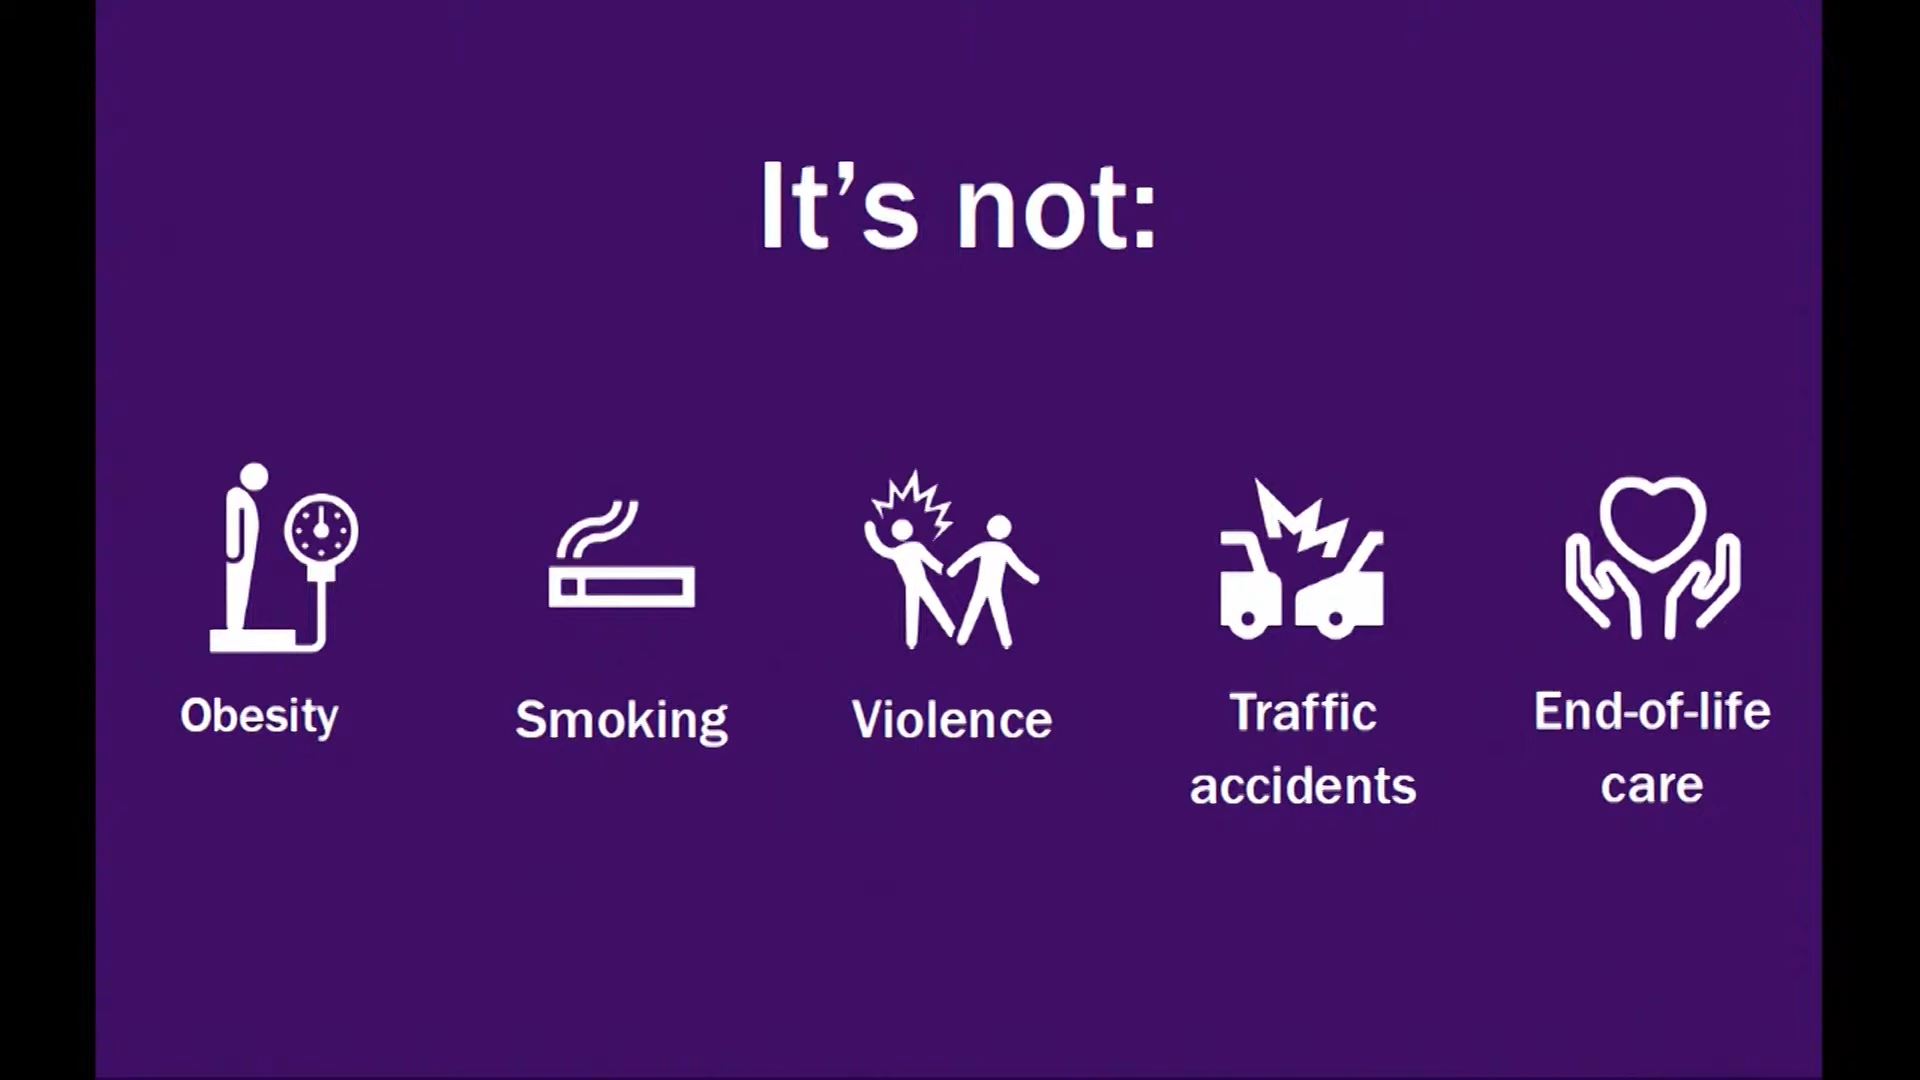 It’s not:
Obesity
Smoking
Violence
Traffic
accidents
End-of-life
care